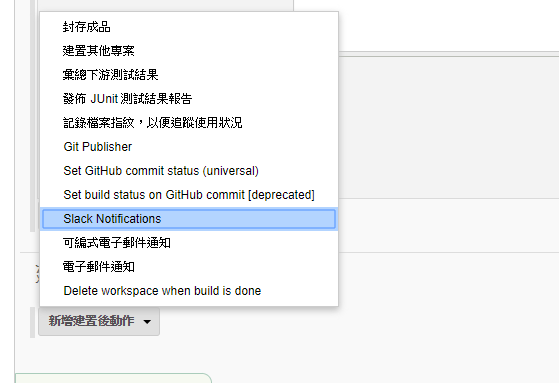 封存成品
建置其他專案
彙總下游測試結果
發佈 JUnit 測試結果報告
記錄檔案指紋，以便追蹤使用狀況
Git Publisher
Set GitHub commit status (universal)
Set build status on GitHub commit [deprecated]
Slack Notifications
可編式電子郵件通知
電子郵件通知
Delete workspace when build is done
新增建置後動作